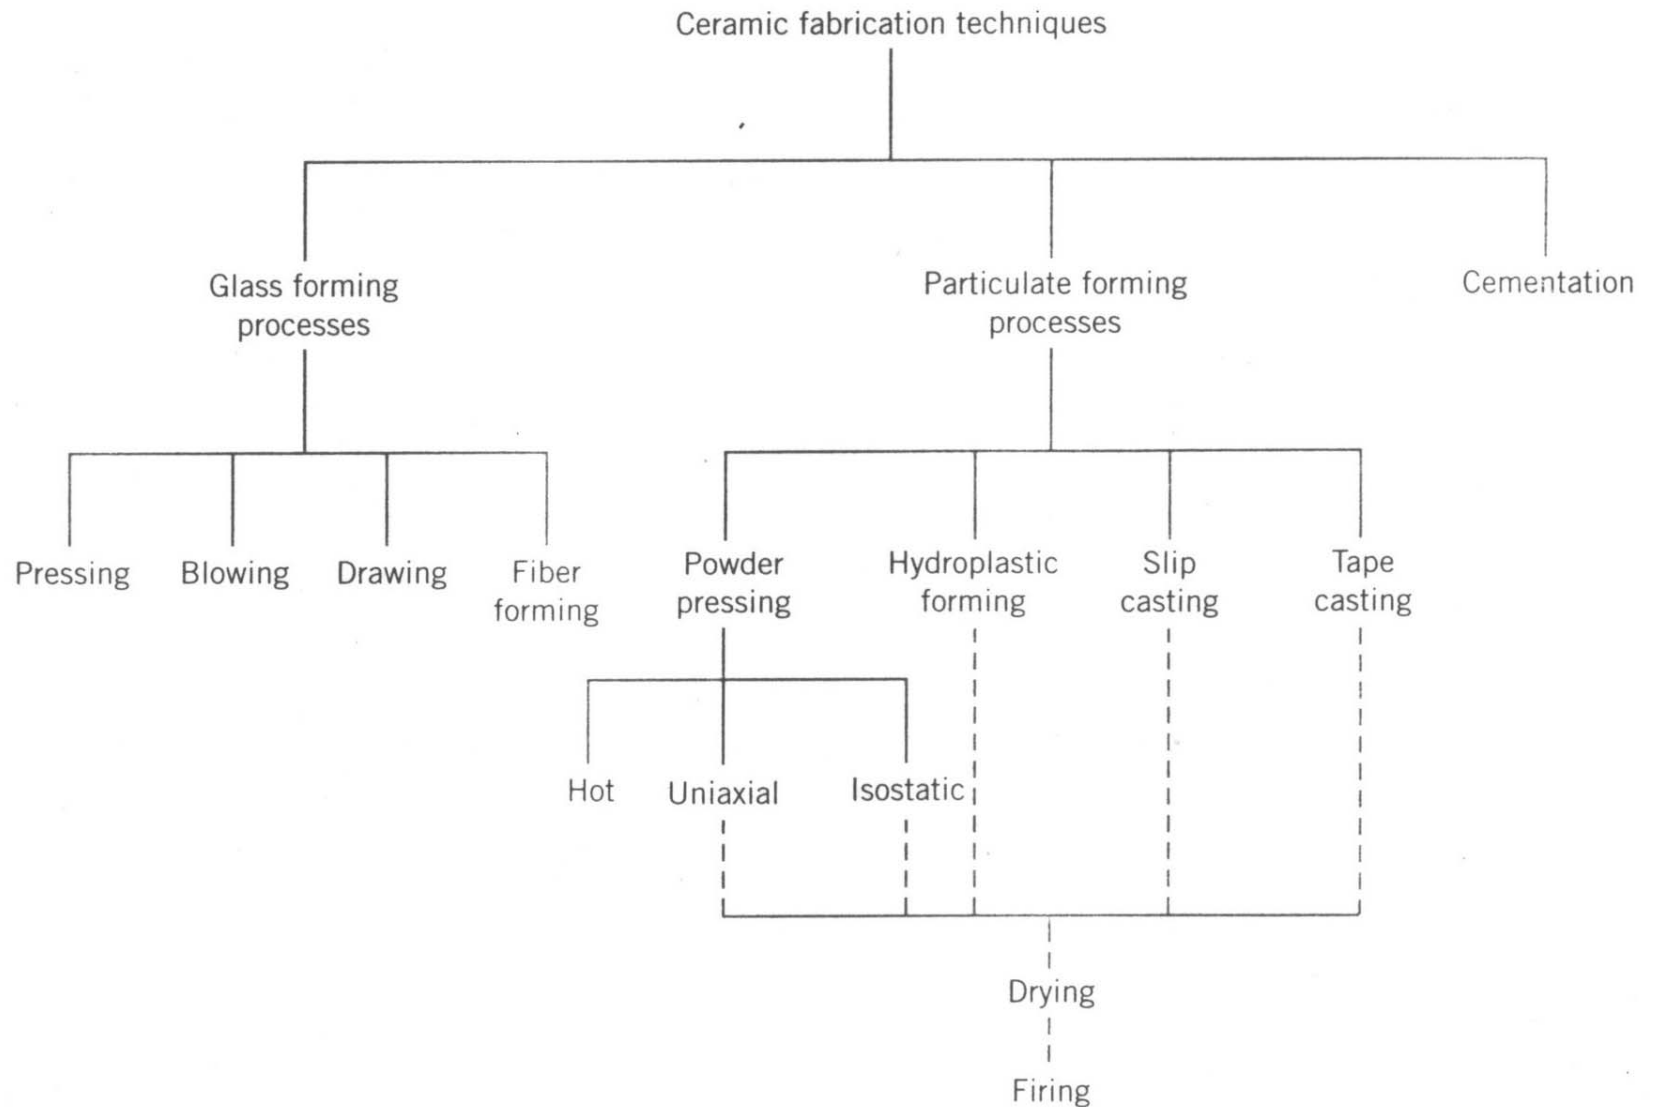 Ceramic fabrication techniques
Glass forming
processes
Particulate forming
processes
Cementation
Pressing
Blowing
Drawing
Fiber
forming
Powder
pressing
Hydroplastic
forming
Slip
casting
Tape
casting
Hot
Uniaxial
Isostatic
Drying
Firing